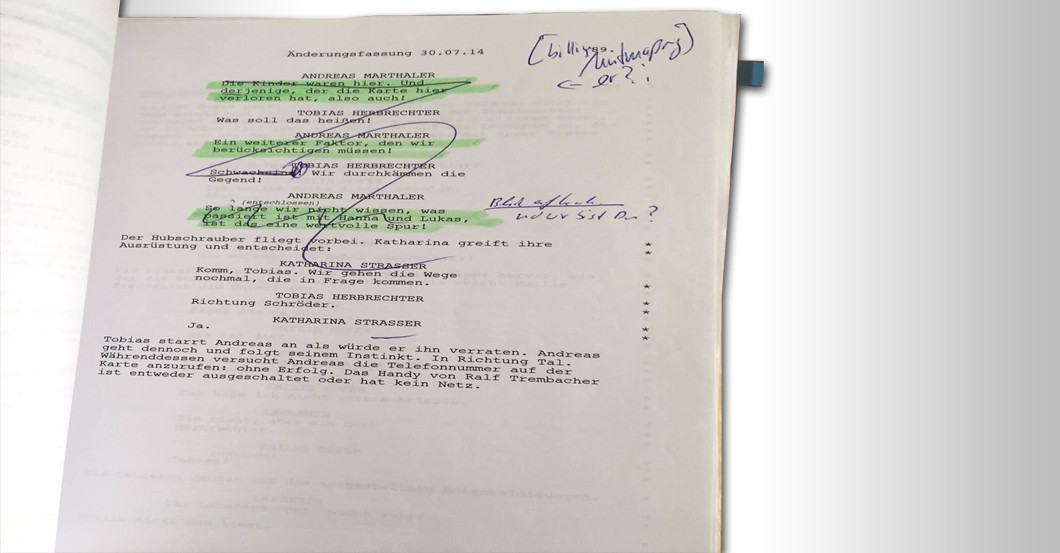 Änderungsfassung 30.07.14
89.
ANDREAS MARTHALER
Die Kinder waren hier. Und
derjenige, der die Karte hier
verloren hat, also auch!
TOBIAS HERBRECHTER
Was soll das heißen!
ANDREAS MARTHALER
Ein weiterer Faktor, den wir
berücksichtigen müssen!
TOBIAS HERBRECHTER
Schwachsinn! Wir durchkämmen die
Gegend!
ANDREAS MARTHALER
(entschlossen)
So lange wir nicht wissen, was
passiert ist mit Hanna und Lukas,
ist das eine wertvolle Spur!
Der Hubschrauber fliegt vorbei. Katharina greift ihre
Ausrüstung und entscheidet:
KATHARINA STRASSER
Komm, Tobias. Wir gehen die Wege
nochmal, die in Frage kommen.
TOBIAS HERBRECHTER
Richtung Schröder.
KATHARINA STRASSER
Ja.
Tobias starrt Andreas an als würde er ihn verraten. Andreas
geht dennoch und folgt seinem Instinkt. In Richtung Tal.
Währenddessen versucht Andreas die Telefonnummer auf der
Karte anzurufen: ohne Erfolg. Das Handy von Ralf Trembacher
ist entweder ausgeschaltet oder hat kein Netz.